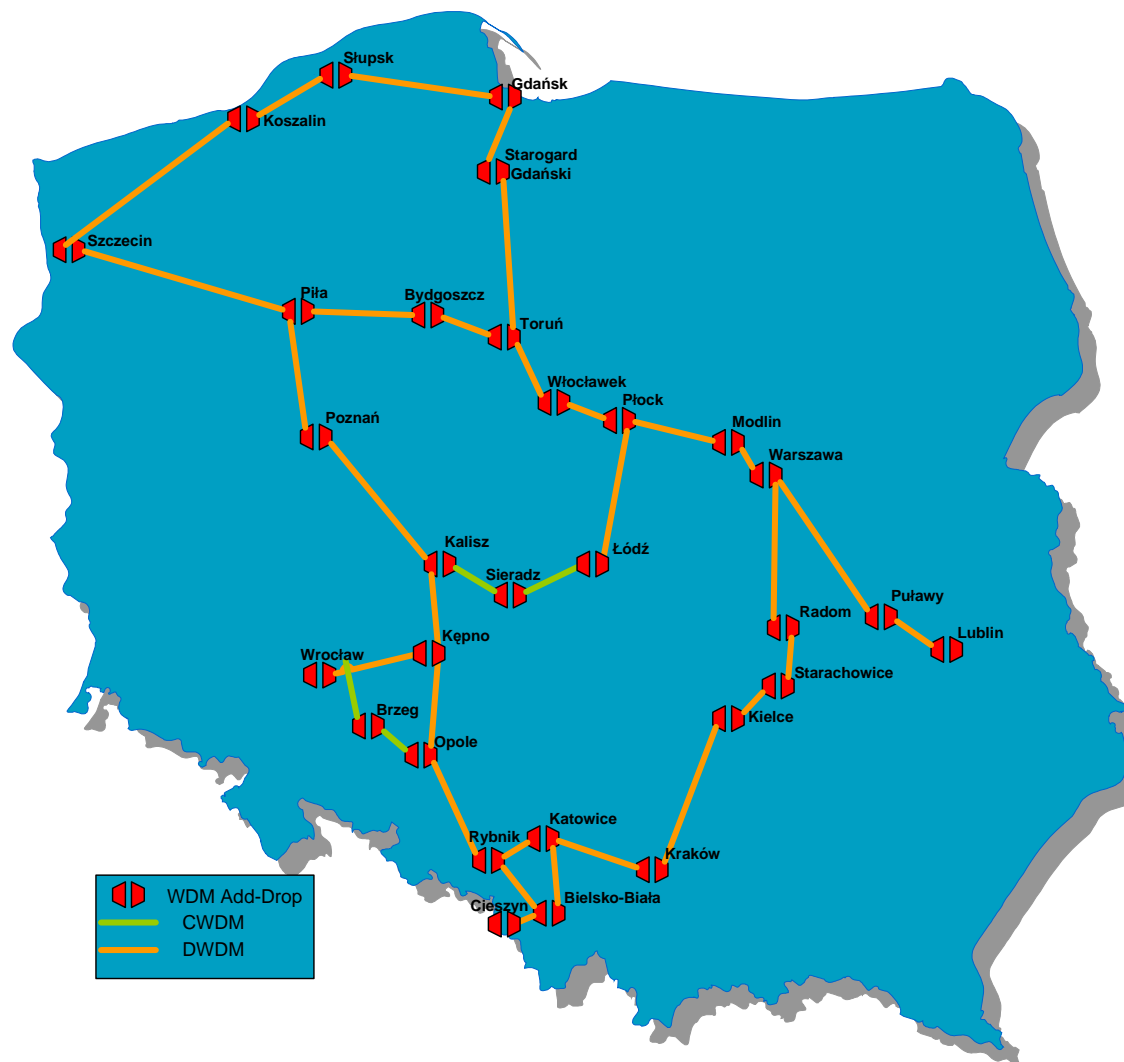 Słupsk
Gdańsk
Koszalin
Starogard
Gdański
Szczecin
Piła
Bydgoszcz
Toruń
Włocławek
Płock
Poznań
Modlin
Warszawa
Kalisz
Łódź
Sieradz
Puławy
Radom
Lublin
Kępno
Wrocław
Starachowice
Brzeg
Kielce
Opole
Katowice
Rybnik
Kraków
Bielsko-Biała
Cieszyn
WDM Add-Drop
CWDM
DWDM